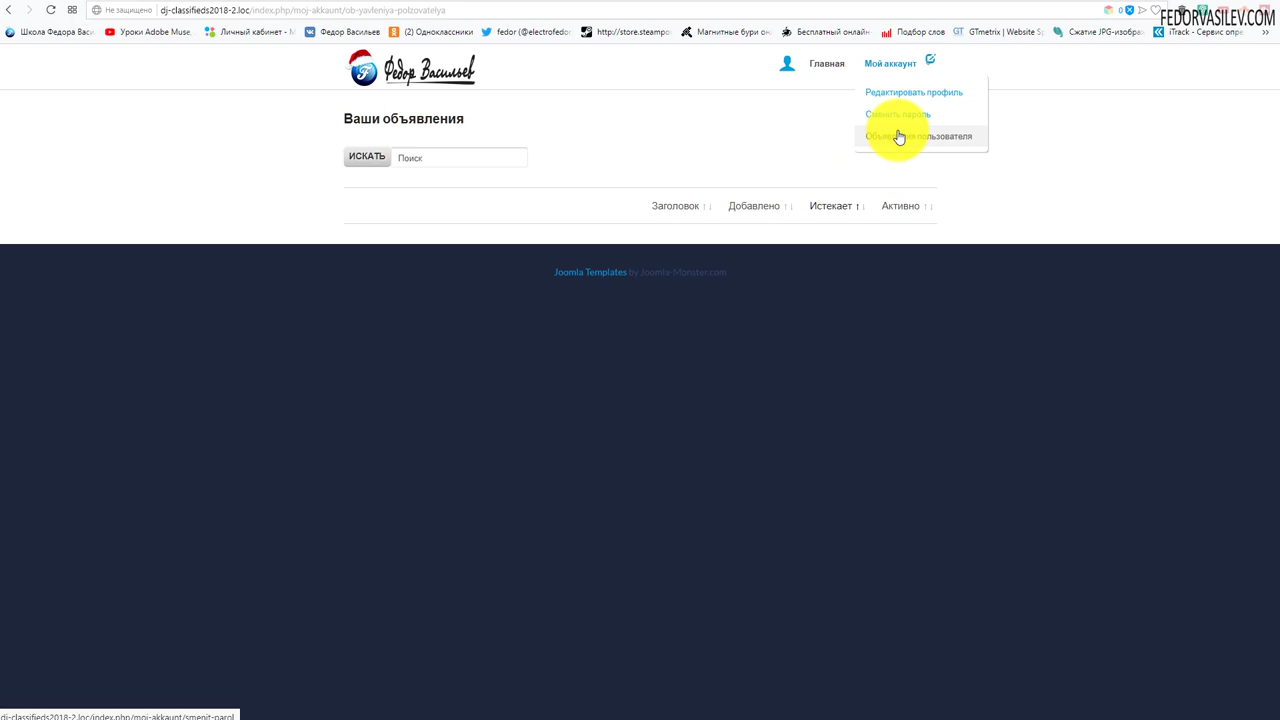 Не защищено dj-classifieds2018-2.loc/index.php/moj-akkaunt/ob-yavleniya-polzovatelya 0
FEDORVASILEV.COM
Школа Федора Васи. Уроки Adobe Muse, Личный кабинет - М Федор Васильев (2) Одноклассники fedor (@electrofedor http://store.steampo Магнитные бури он Бесплатный онлайн Подбор слов GT GTmetrix | Website Sp Сжатие JPG-изобра iTrack - Сервис опре »
Федор Васильев
Главная
Мой аккаунт
Редактировать профиль
Сменить пароль
Объявления пользователя
Ваши объявления
ИСКАТЬ Поиск
Заголовок ↑↓ Добавлено ↑↓ Истекает ↑↓ Активно ↑↓
Joomla Templates by Joomla-Monster.com
dj-classifieds2018-2.loc/index.php/moj-akkaunt/smenit-parol